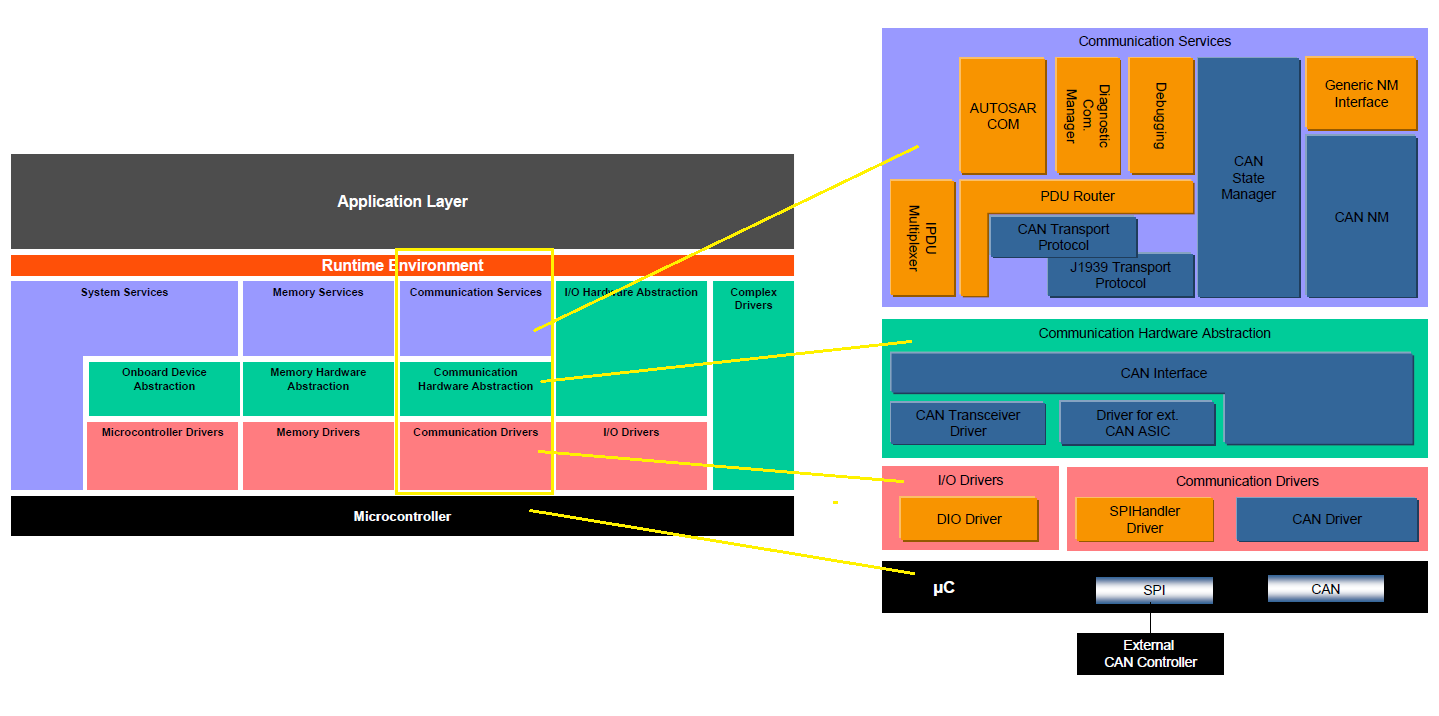 Application Layer
Runtime Environment
System Services
Memory Services
Communication Services
I/O Hardware Abstraction
Complex
Drivers
Onboard Device
Abstraction
Memory Hardware
Abstraction
Communication
Hardware Abstraction
Microcontroller Drivers
Memory Drivers
Communication Drivers
I/O Drivers
Microcontroller
Communication Services
AUTOSAR
COM
Diagnostic
Com.
Manager
Debugging
CAN
State
Manager
Generic NM
Interface
IPDU
Multiplexer
PDU Router
CAN Transport
Protocol
J1939 Transport
Protocol
CAN NM
Communication Hardware Abstraction
CAN Interface
CAN Transceiver
Driver
Driver for ext.
CAN ASIC
I/O Drivers
DIO Driver
Communication Drivers
SPIHandler
Driver
CAN Driver
µC
SPI
CAN
External
CAN Controller